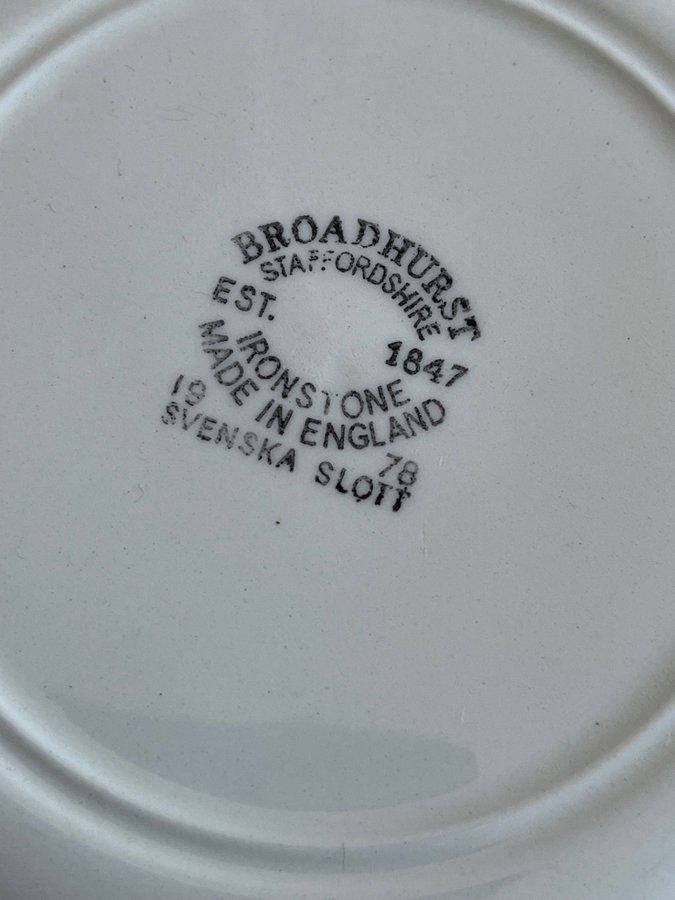 BROADHURST
STAFFORDSHIRE
EST. 1847
IRONSTONE
MADE IN ENGLAND
19 78
SVENSKA SLOTT